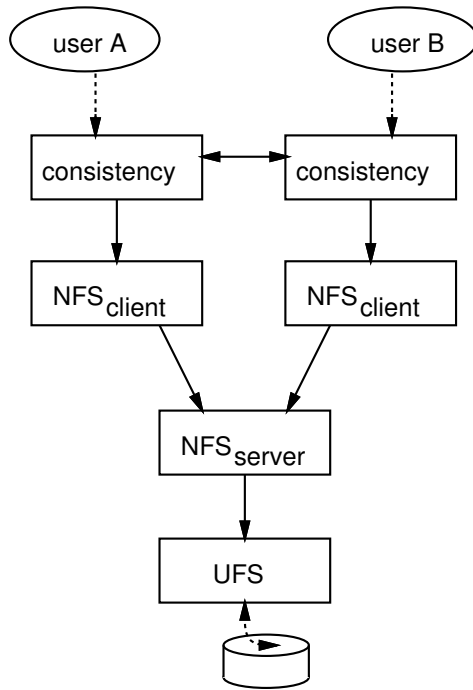 user A
user B
consistency
consistency
NFSclient
NFSclient
NFSserver
UFS